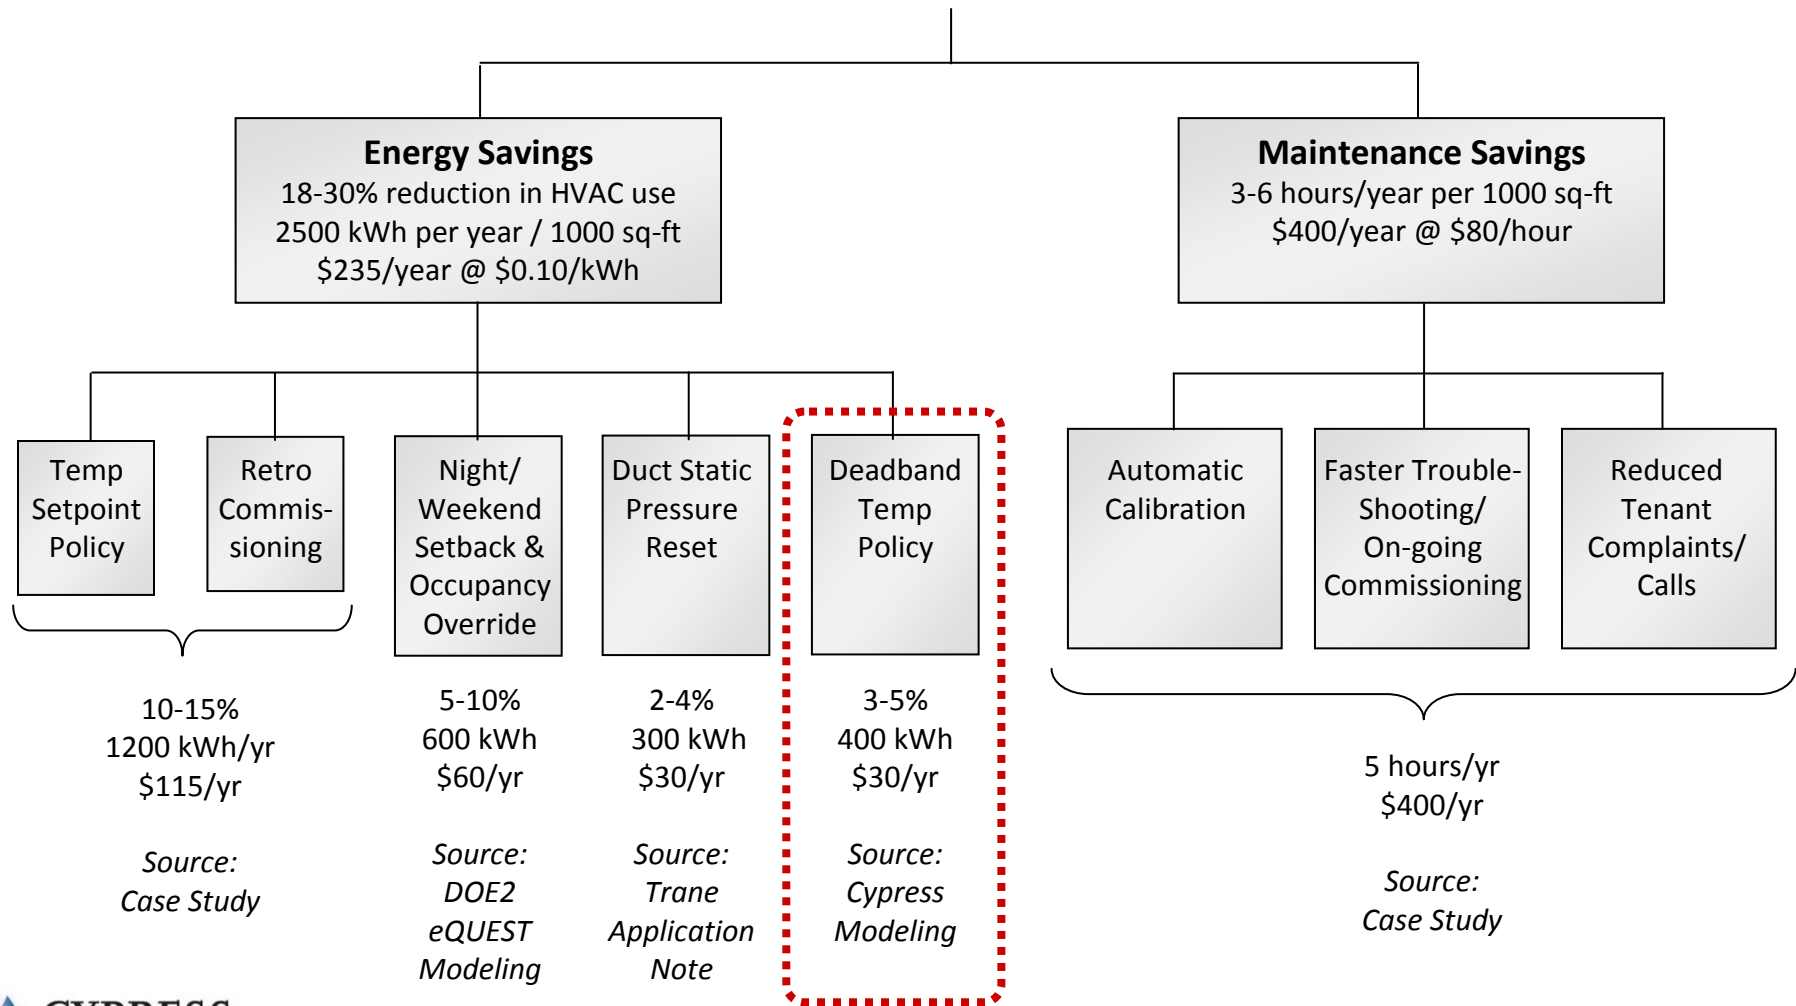 Energy Savings
18-30% reduction in HVAC use
2500 kWh per year / 1000 sq-ft
$235/year @ $0.10/kWh
Maintenance Savings
3-6 hours/year per 1000 sq-ft
$400/year @ $80/hour
Temp
Setpoint
Policy
Retro
Commis-
sioning
Night/
Weekend
Setback &
Occupancy
Override
Duct Static
Pressure
Reset
Deadband
Temp
Policy
Automatic
Calibration
Faster Trouble-
Shooting/
On-going
Commissioning
Reduced
Tenant
Complaints/
Calls
10-15%
1200 kWh/yr
$115/yr
Source:
Case Study
5-10%
600 kWh
$60/yr
Source:
DOE2
eQUEST
Modeling
2-4%
300 kWh
$30/yr
Source:
Trane
Application
Note
3-5%
400 kWh
$30/yr
Source:
Cypress
Modeling
5 hours/yr
$400/yr
Source:
Case Study
CYPRESS